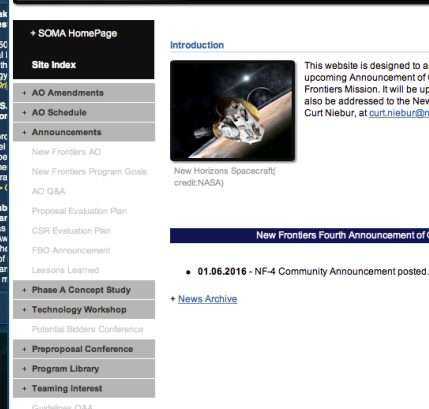 + SOMA HomePage
Site Index
+ AO Amendments
+ AO Schedule
+ Announcements
New Frontiers AO
New Frontiers Program Goals
AO Q&A
Proposal Evaluation Plan
CSR Evaluation Plan
FBO Announcement
Lessons Learned
+ Phase A Concept Study
+ Technology Workshop
Potential Bidders Conference
+ Preproposal Conference
+ Program Library
+ Teaming Interest
Guidelines Q&A
Introduction
This website is designed to
upcoming Announcement of
Frontiers Mission. It will be
also be addressed to the New
Curt Niebur, at curt.niebur@
New Horizons Spacecraft(
credit:NASA)
New Frontiers Fourth Announcement of
01.06.2016 - NF-4 Community Announcement posted.
+ News Archive